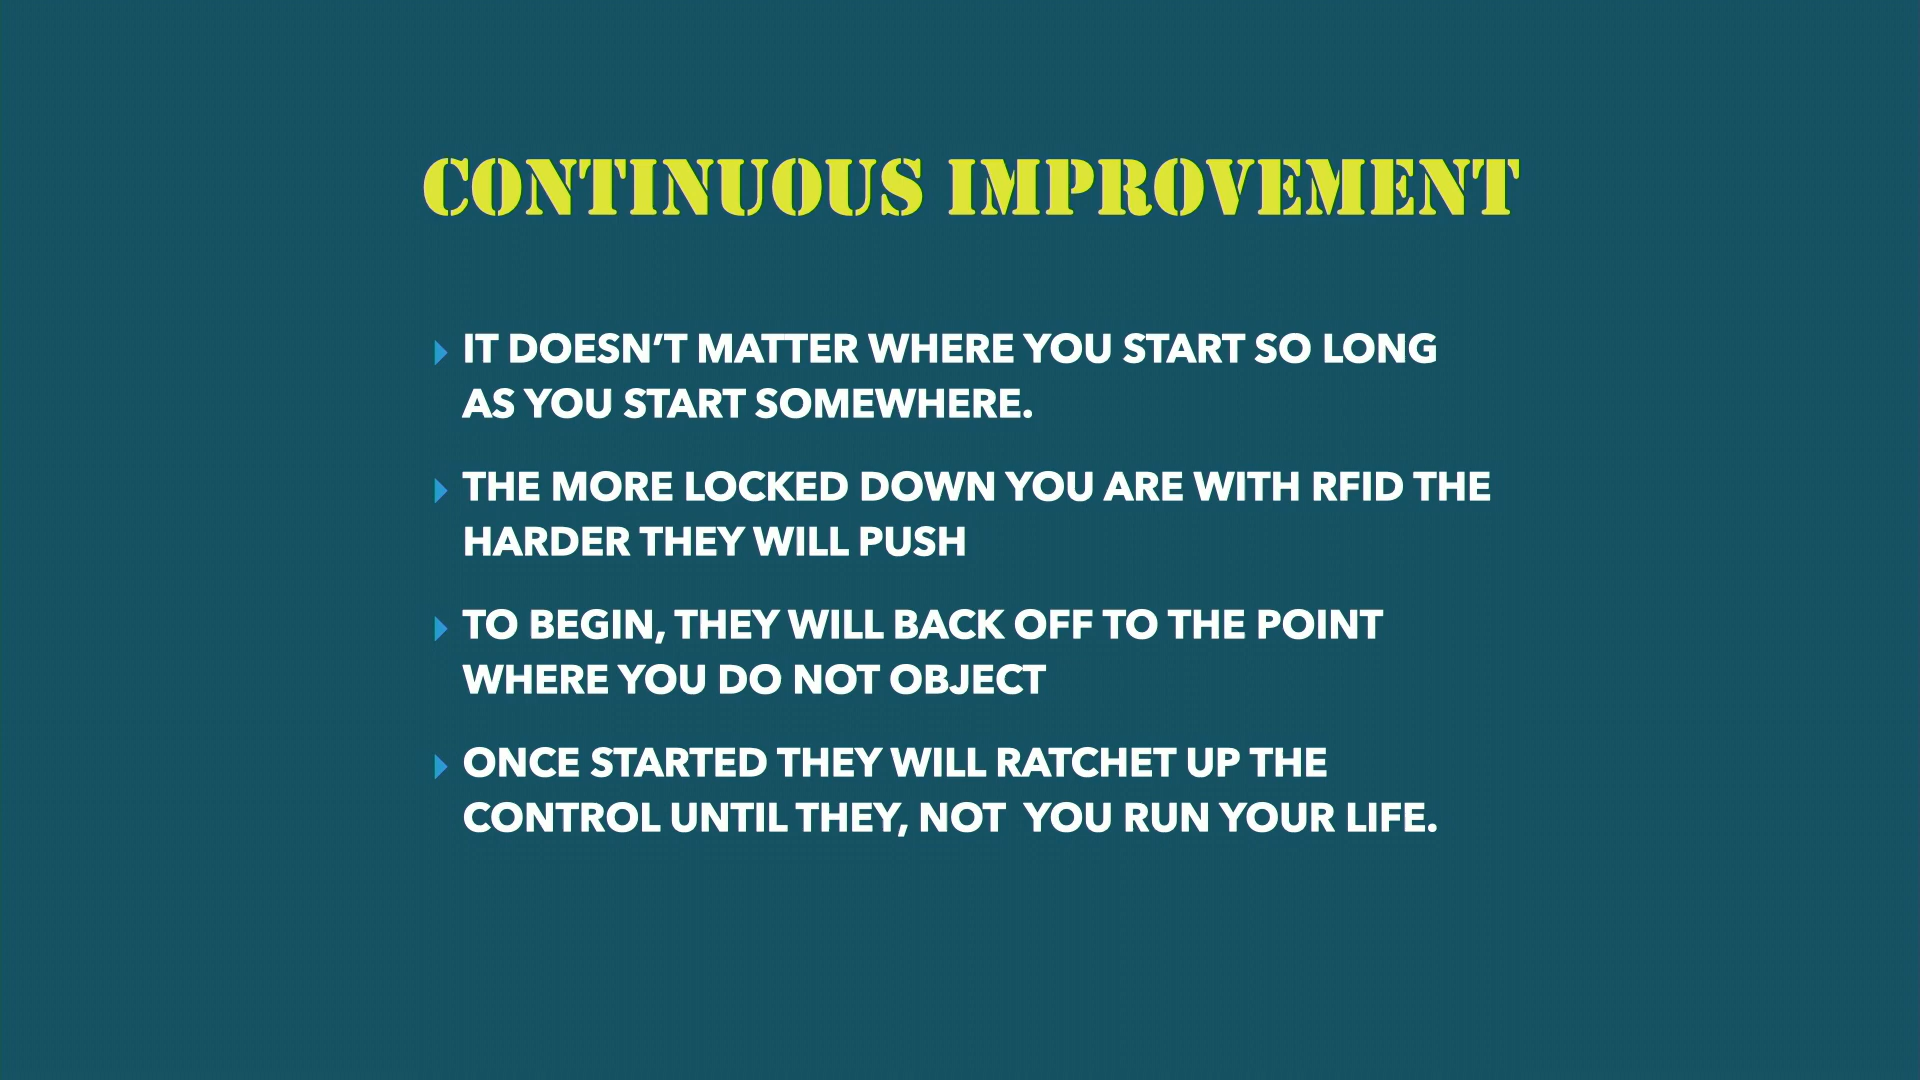 CONTINUOUS IMPROVEMENT
IT DOESN’T MATTER WHERE YOU START SO LONG
AS YOU START SOMEWHERE.
THE MORE LOCKED DOWN YOU ARE WITH RFID THE
HARDER THEY WILL PUSH
TO BEGIN, THEY WILL BACK OFF TO THE POINT
WHERE YOU DO NOT OBJECT
ONCE STARTED THEY WILL RATCHET UP THE
CONTROL UNTIL THEY, NOT  YOU RUN YOUR LIFE.